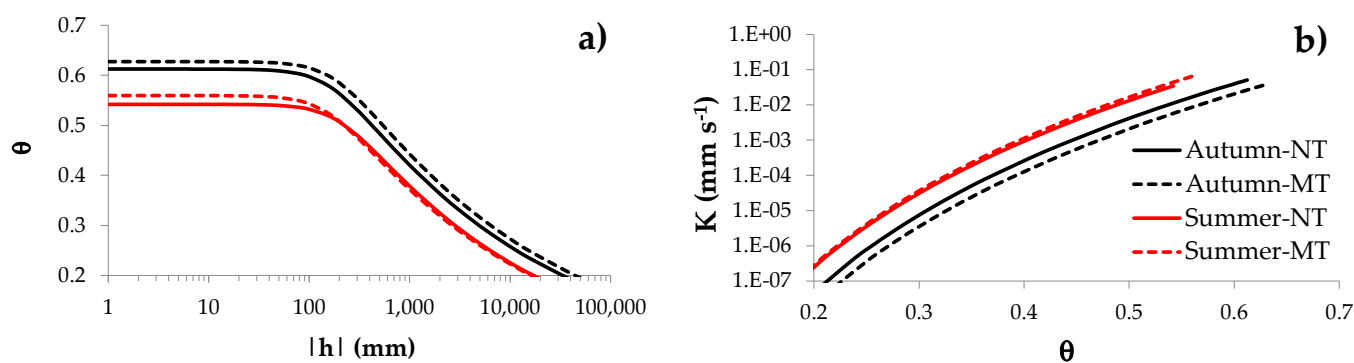 a)
0.7
0.6
0.5
0.4
0.3
0.2
θ
1 10 100 1,000 10,000 100,000
|h| (mm)
b)
1.E+00
1.E-01
1.E-02
1.E-03
1.E-04
1.E-05
1.E-06
1.E-07
K (mm s⁻¹)
Autumn-NT
Autumn-MT
Summer-NT
Summer-MT
0.2 0.3 0.4 0.5 0.6 0.7
θ